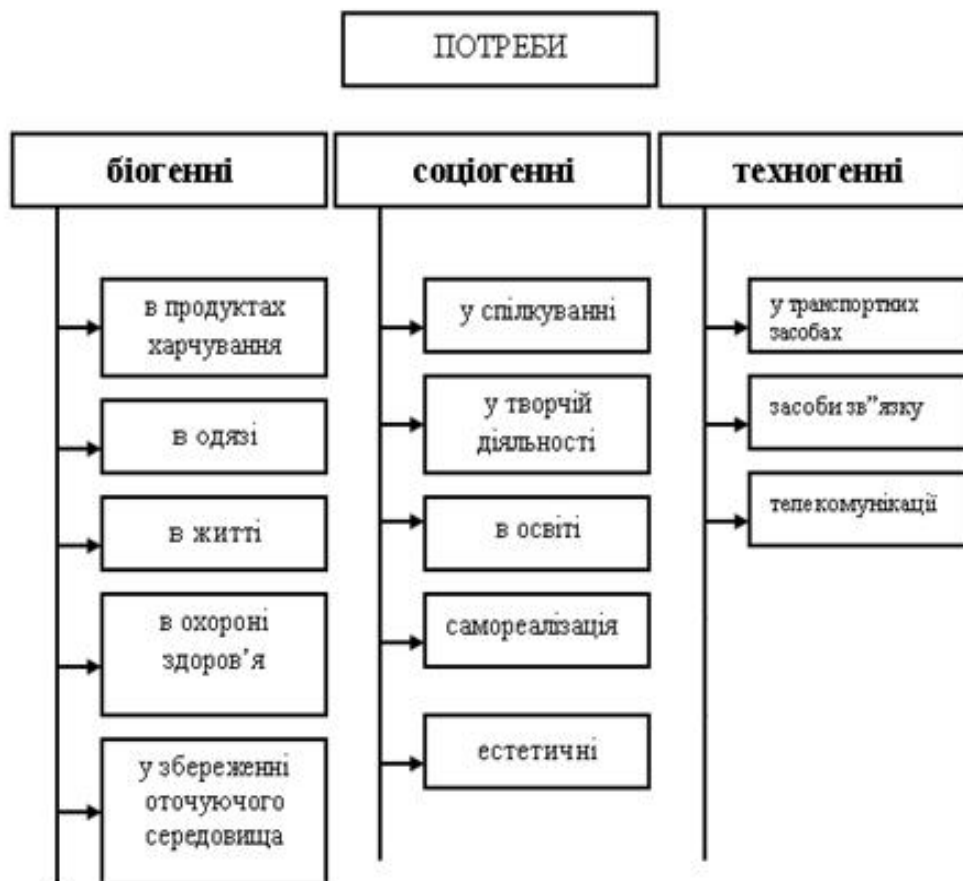 ПОТРЕБИ
біогенні
в продуктах
харчування
в одязі
в житті
в охороні
здоров’я
у збереженні
оточуючого
середовища
соціогенні
у спілкуванні
у творчій
діяльності
в освіті
самореалізація
естетичні
техногенні
у транспортних
засобах
засоби зв”язку
телекомунікації